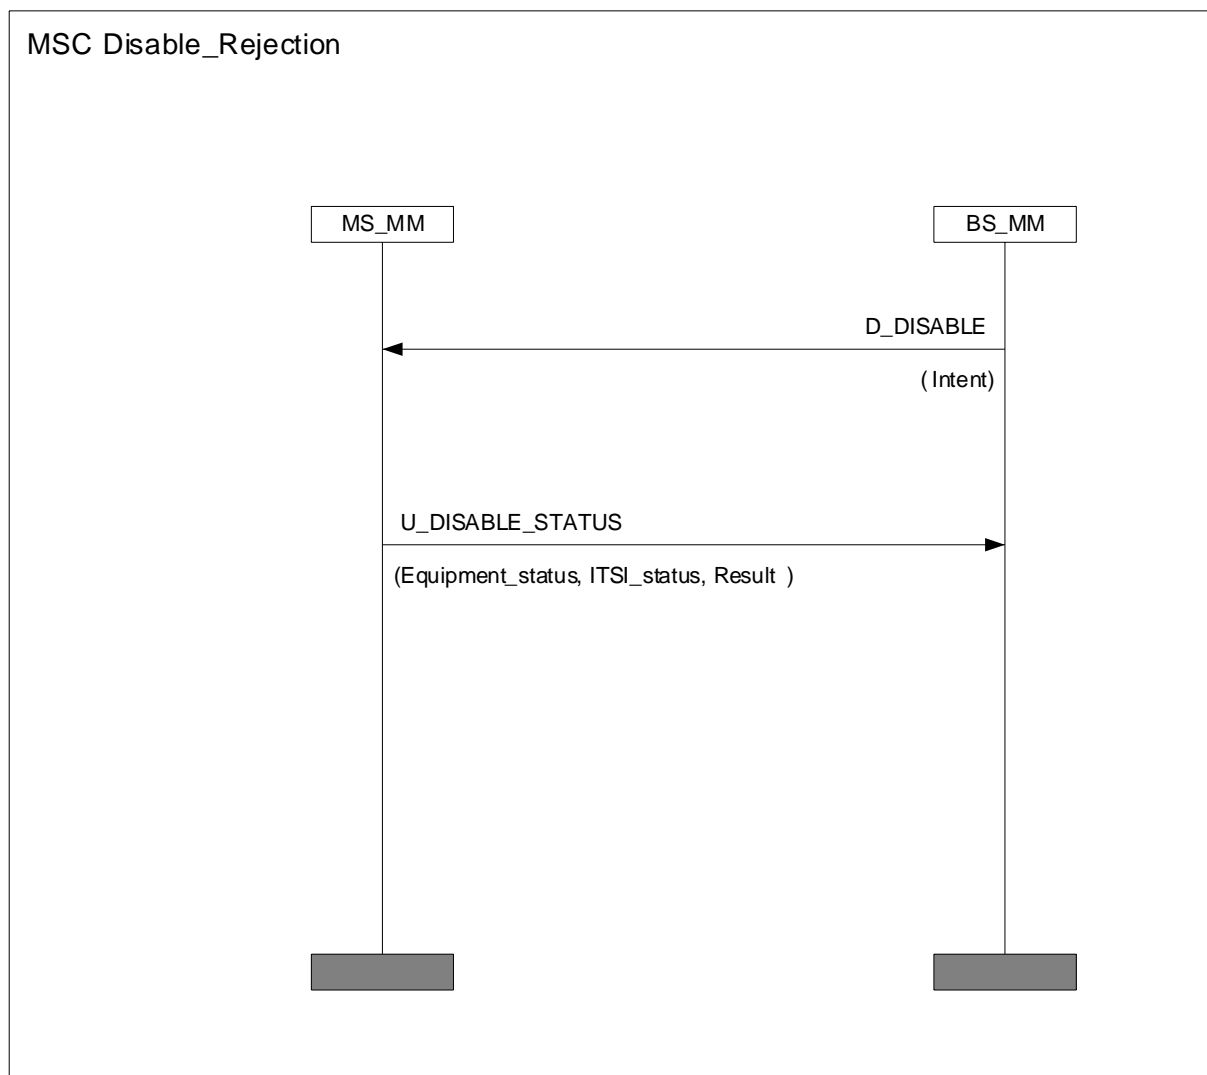 MSC Disable_Rejection
MS_MM
BS_MM
D_DISABLE
( Intent)
U_DISABLE_STATUS
(Equipment_status, ITSI_status, Result )